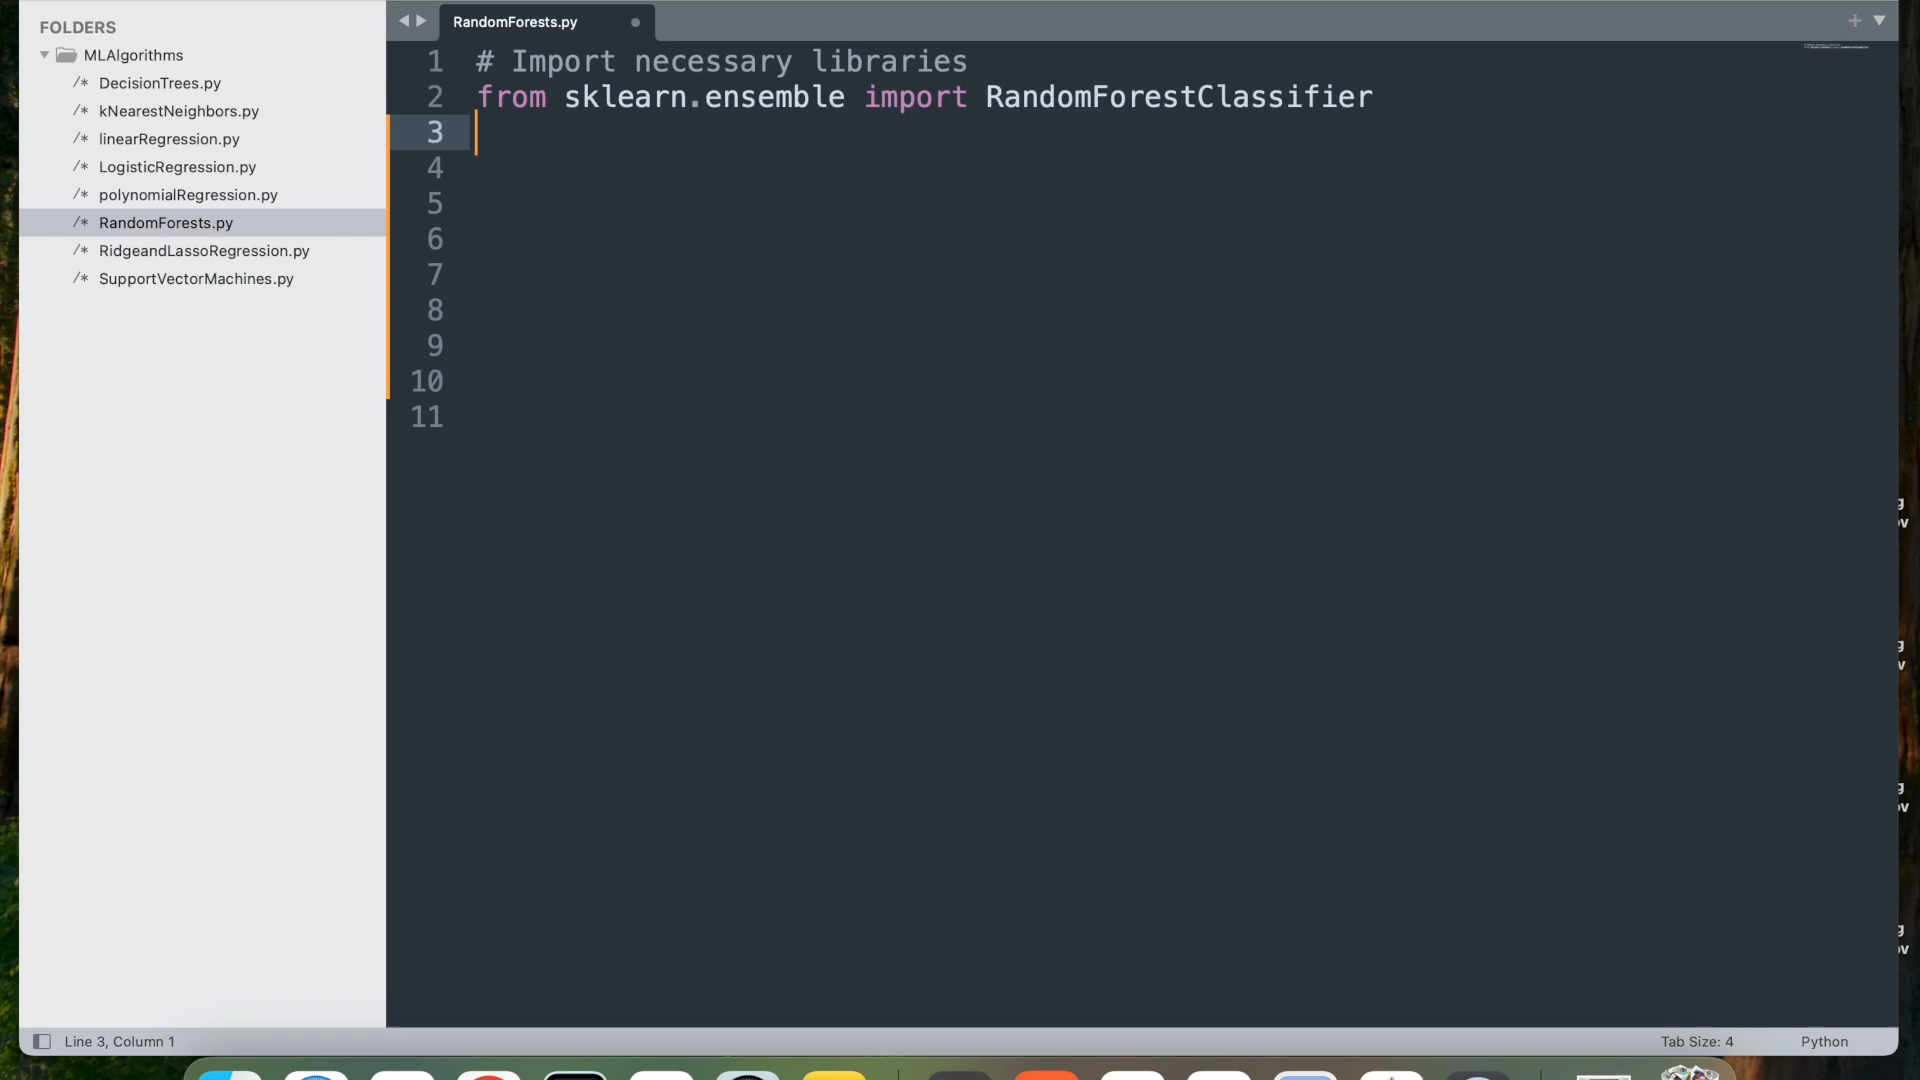 FOLDERS
MLAlgorithms
/* DecisionTrees.py
/* kNearestNeighbors.py
/* linearRegression.py
/* LogisticRegression.py
/* polynomialRegression.py
/* RandomForests.py
/* RidgeandLassoRegression.py
/* SupportVectorMachines.py
RandomForests.py
1 # Import necessary libraries
2 from sklearn.ensemble import RandomForestClassifier
3
4
5
6
7
8
9
10
11
Line 3, Column 1
Tab Size: 4
Python